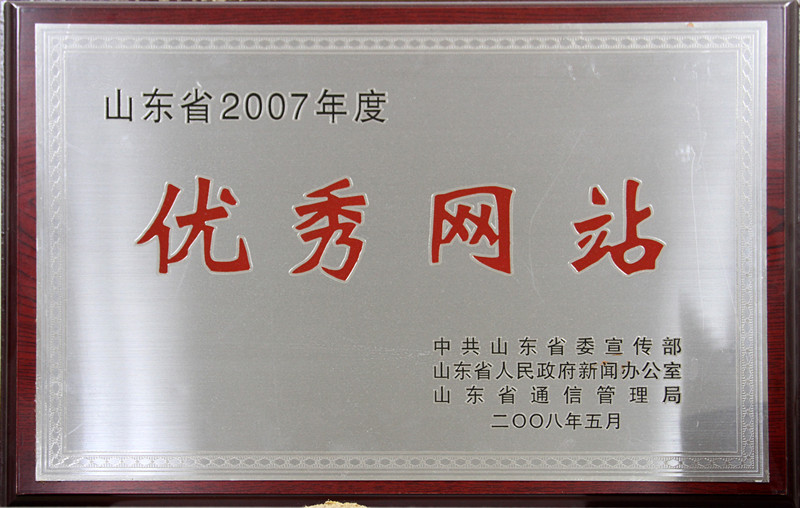 山东省2007年度
优秀网站
中共山东省委宣传部
山东省人民政府新闻办公室
山东省通信管理局
二〇〇八年五月